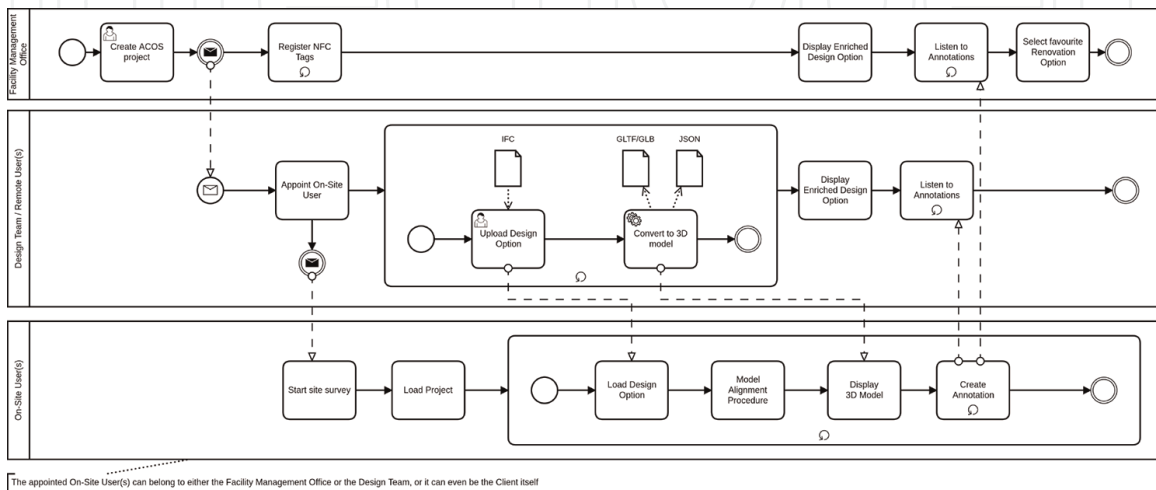 Facility Management
Office
Create ACOS
project
Register NFC
Tags
Display Enriched
Design Option
Listen to
Annotations
Select favourite
Renovation
Option
Design Team / Remote User(s)
Appoint On-Site
User
IFC
GLTF/GLB
JSON
Upload Design
Option
Convert to 3D
model
Display
Enriched Design
Option
Listen to
Annotations
On-Site User(s)
Start site survey
Load Project
Load Design
Option
Model
Alignment
Procedure
Display
3D Model
Create
Annotation
The appointed On-Site User(s) can belong to either the Facility Management Office or the Design Team, or it can even be the Client itself